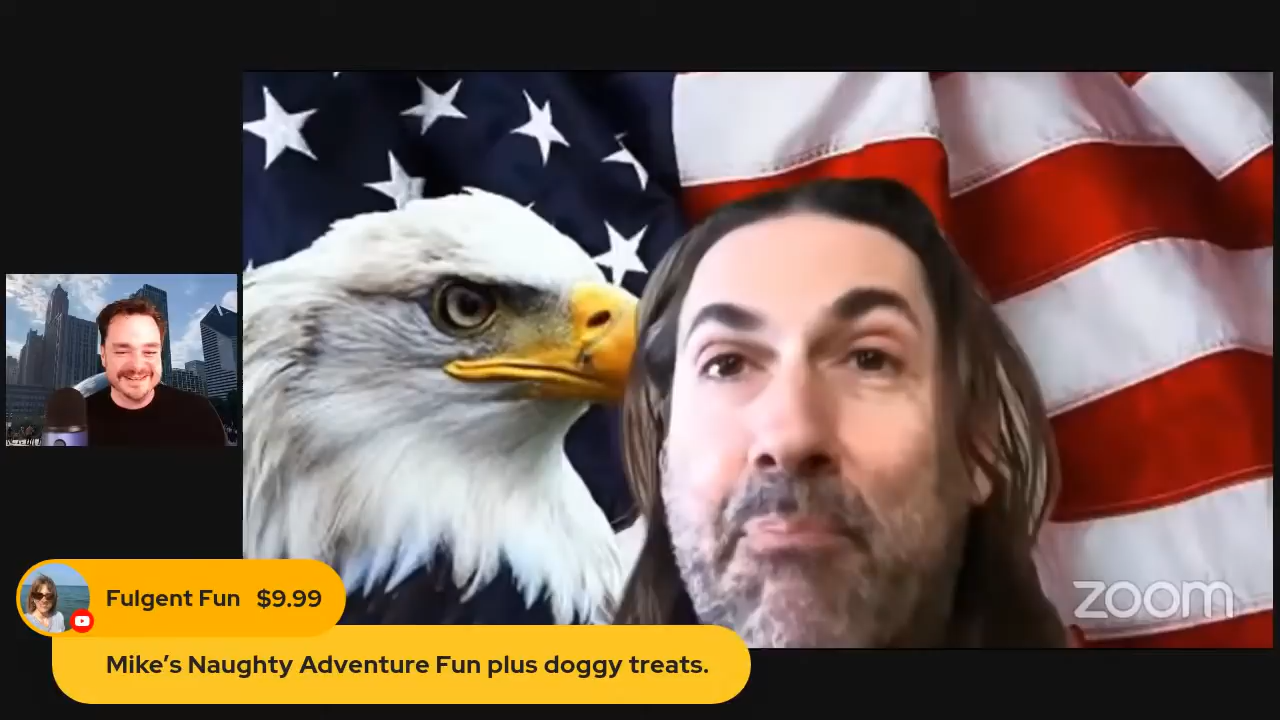 zoom
Fulgent Fun $9.99
Mike’s Naughty Adventure Fun plus doggy treats.